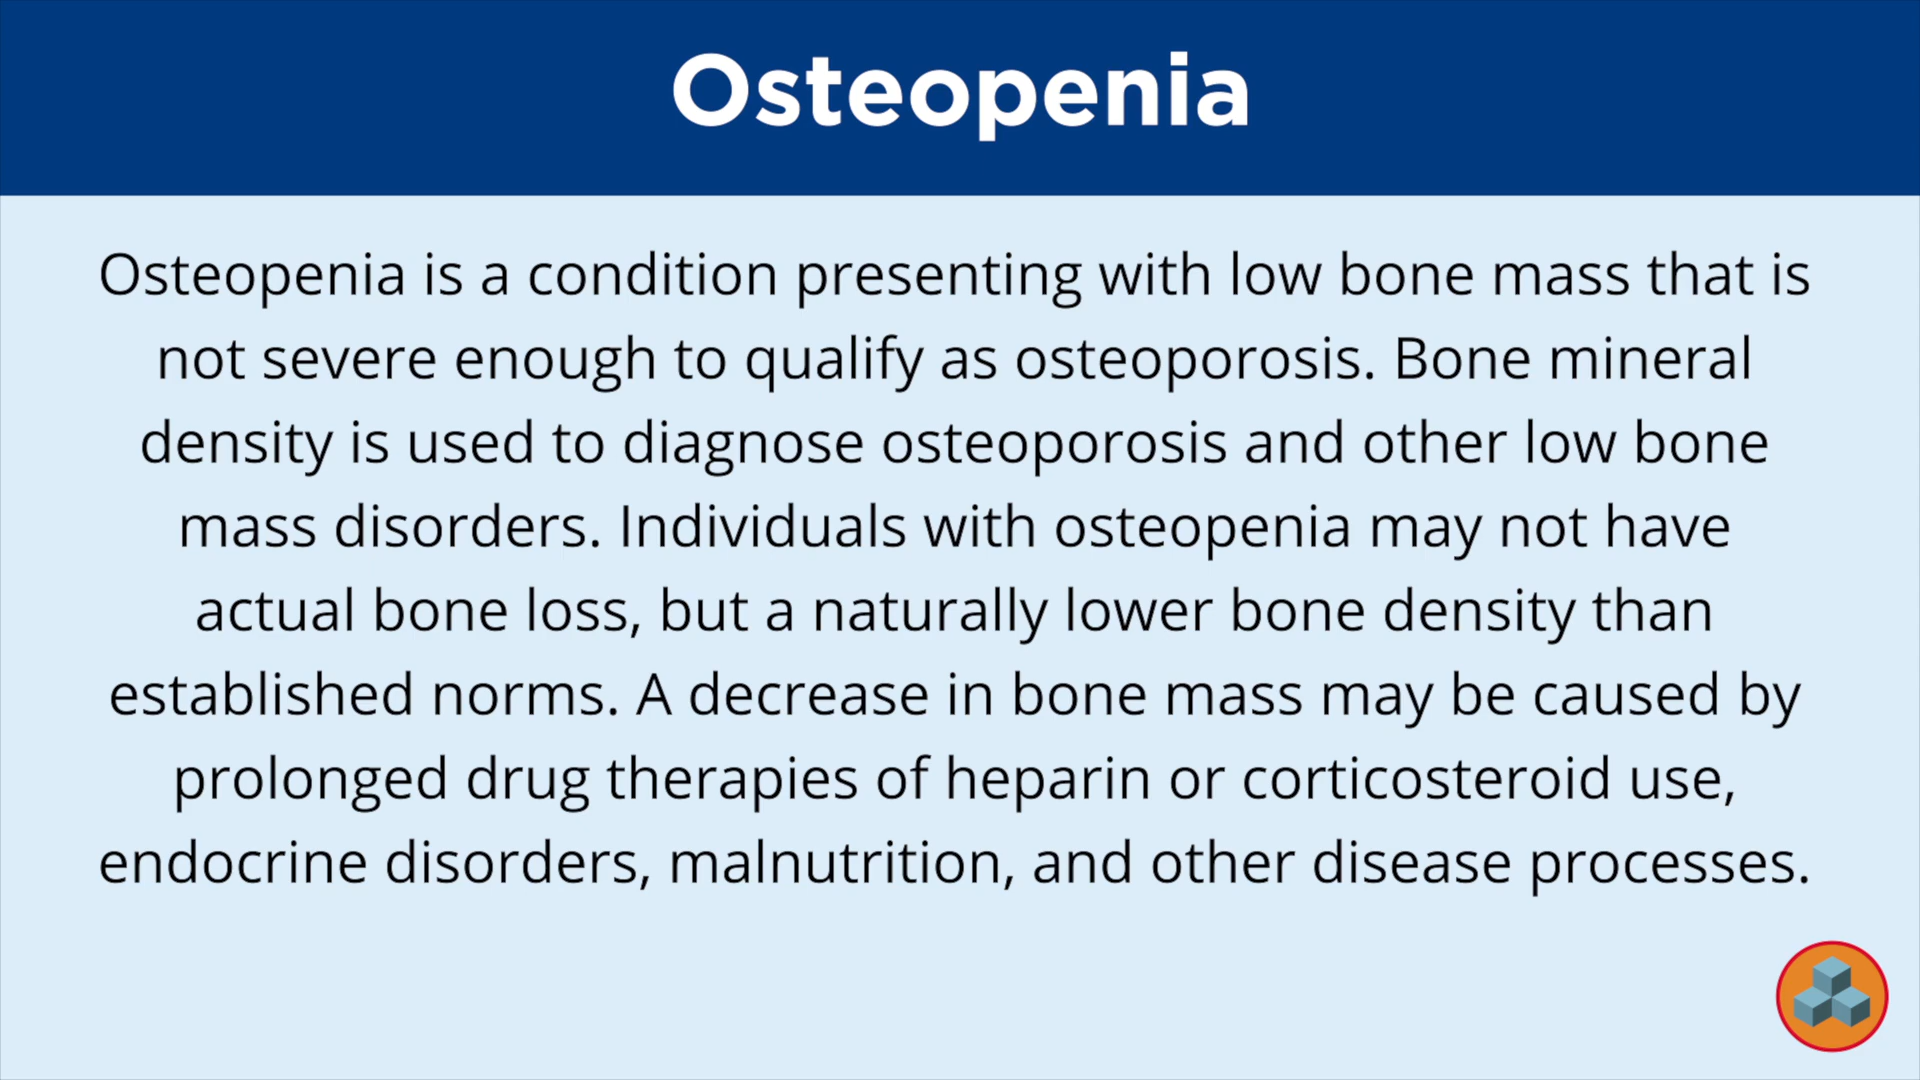 Osteopenia
Osteopenia is a condition presenting with low bone mass that is
not severe enough to qualify as osteoporosis. Bone mineral
density is used to diagnose osteoporosis and other low bone
mass disorders. Individuals with osteopenia may not have
actual bone loss, but a naturally lower bone density than
established norms. A decrease in bone mass may be caused by
prolonged drug therapies of heparin or corticosteroid use,
endocrine disorders, malnutrition, and other disease processes.